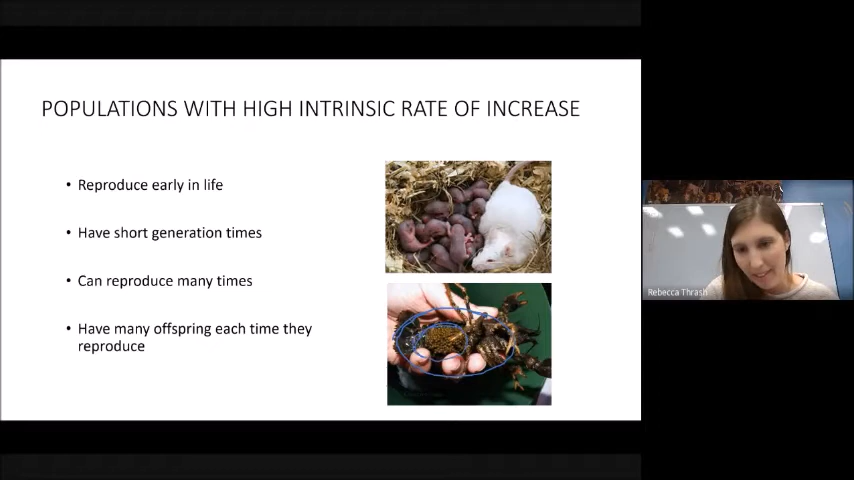 POPULATIONS WITH HIGH INTRINSIC RATE OF INCREASE
• Reproduce early in life
• Have short generation times
• Can reproduce many times
• Have many offspring each time they
reproduce
Rebecca Thrash